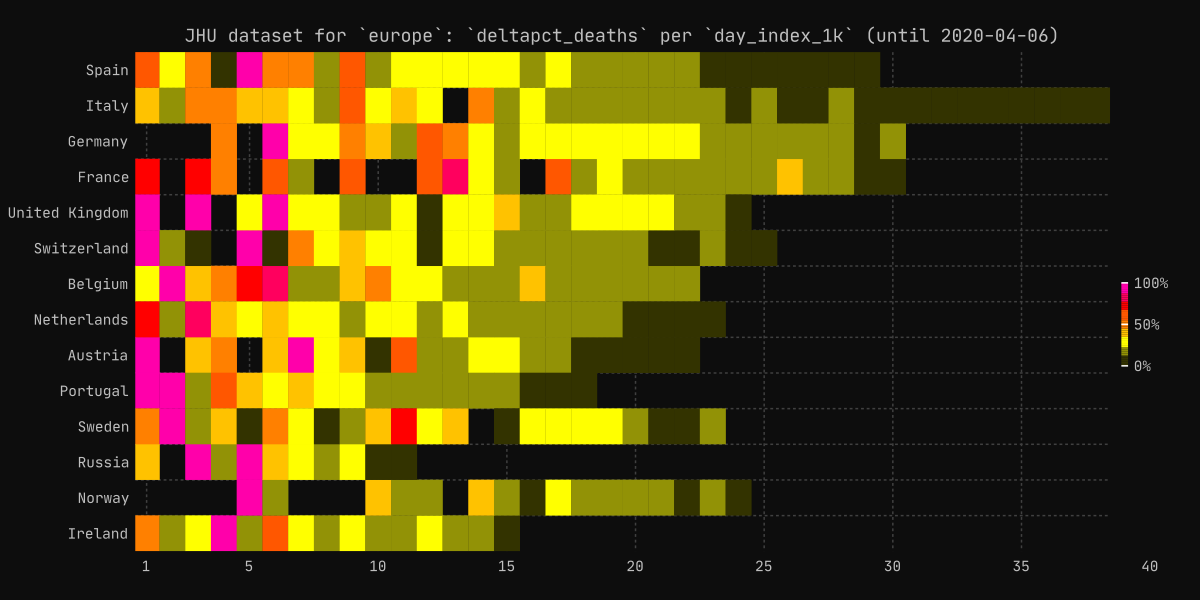 JHU dataset for `europe`: `deltapct_deaths` per `day_index_1k` (until 2020-04-06)
Spain
Italy
Germany
France
United Kingdom
Switzerland
Belgium
Netherlands
Austria
Portugal
Sweden
Russia
Norway
Ireland
100%
50%
0%
1 5 10 15 20 25 30 35 40